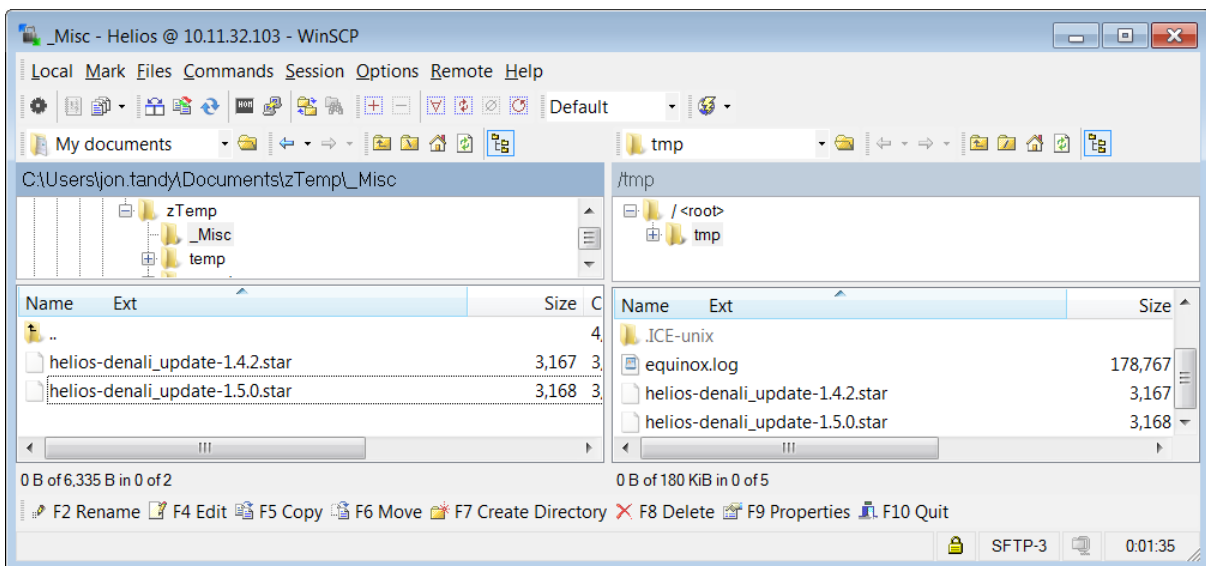 _Misc - Helios @ 10.11.32.103 - WinSCP
Local Mark Files Commands Session Options Remote Help
Default
My documents
tmp
C:\Users\jon.tandy\Documents\zTemp\_Misc
/tmp
zTemp
_Misc
temp
/ <root>
tmp
Name Ext Size C
.. 4,
helios-denali_update-1.4.2.star 3,167 3,
helios-denali_update-1.5.0.star 3,168 3,
Name Ext Size
.ICE-unix
equinox.log 178,767
helios-denali_update-1.4.2.star 3,167
helios-denali_update-1.5.0.star 3,168
0 B of 6,335 B in 0 of 2
0 B of 180 KiB in 0 of 5
F2 Rename F4 Edit F5 Copy F6 Move F7 Create Directory F8 Delete F9 Properties F10 Quit
SFTP-3 0:01:35